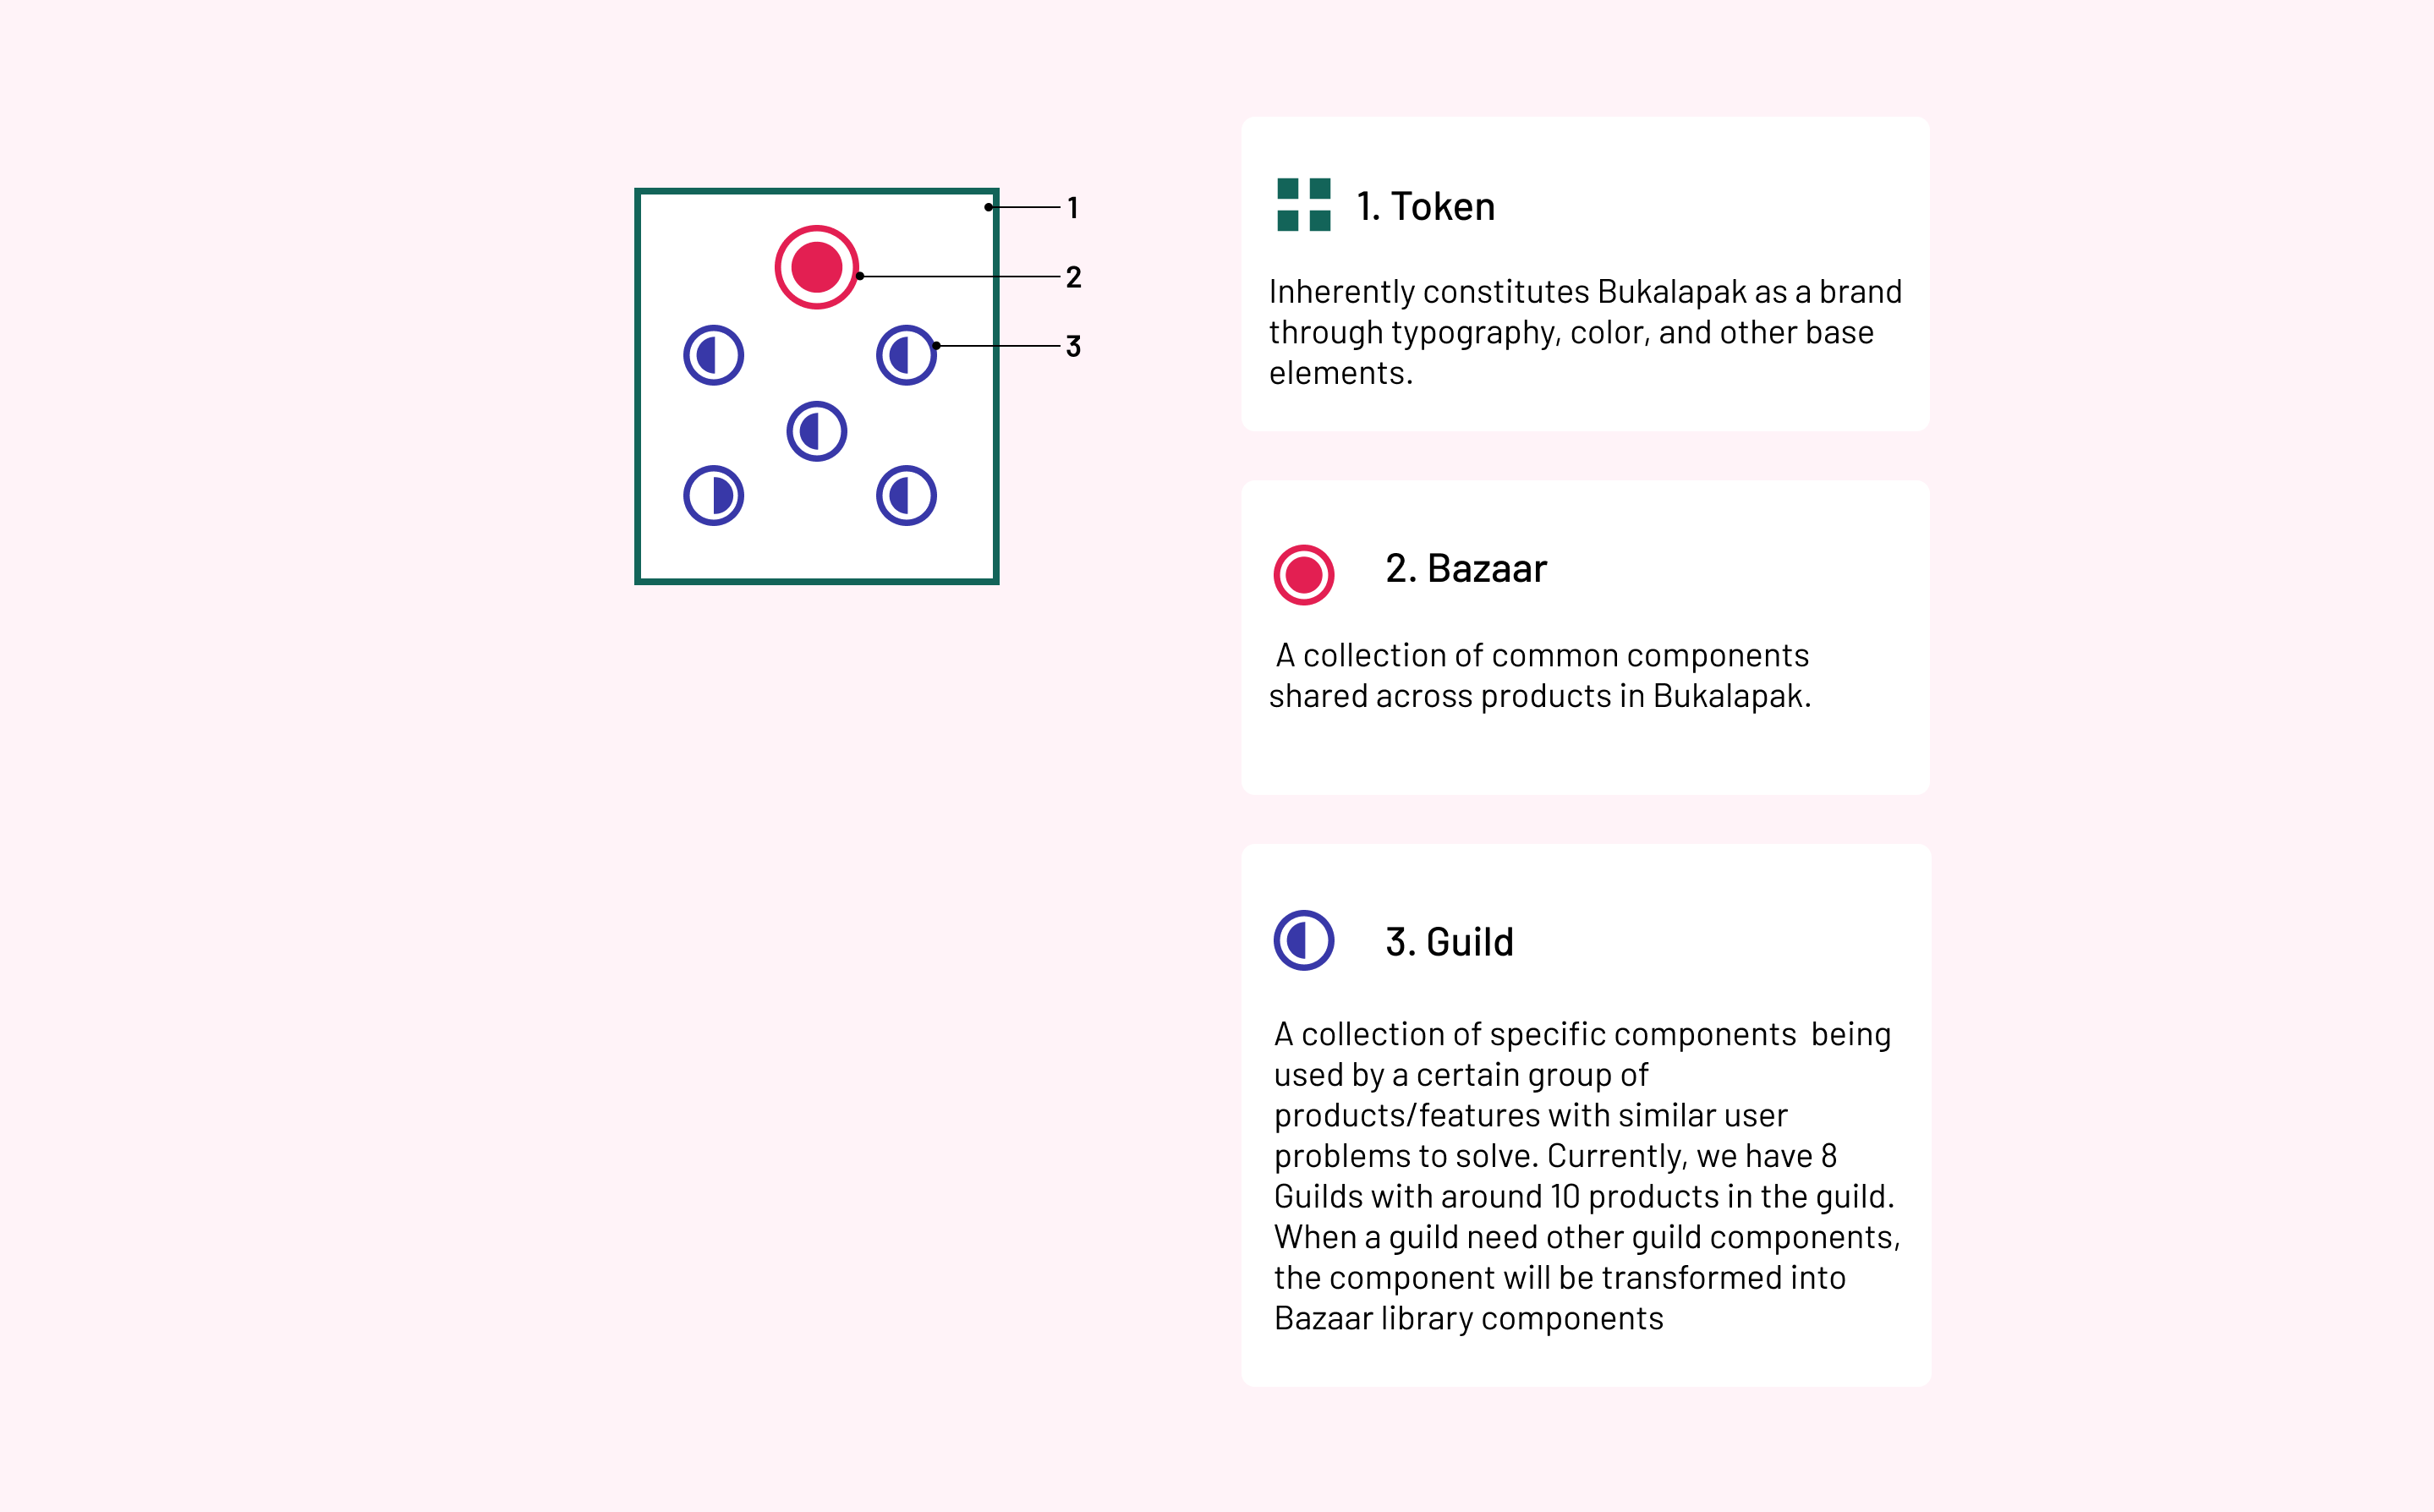 1
2
3
1. Token
Inherently constitutes Bukalapak as a brand
through typography, color, and other base
elements.
2. Bazaar
A collection of common components
shared across products in Bukalapak.
3. Guild
A collection of specific components  being
used by a certain group of
products/features with similar user
problems to solve. Currently, we have 8
Guilds with around 10 products in the guild.
When a guild need other guild components,
the component will be transformed into
Bazaar library components